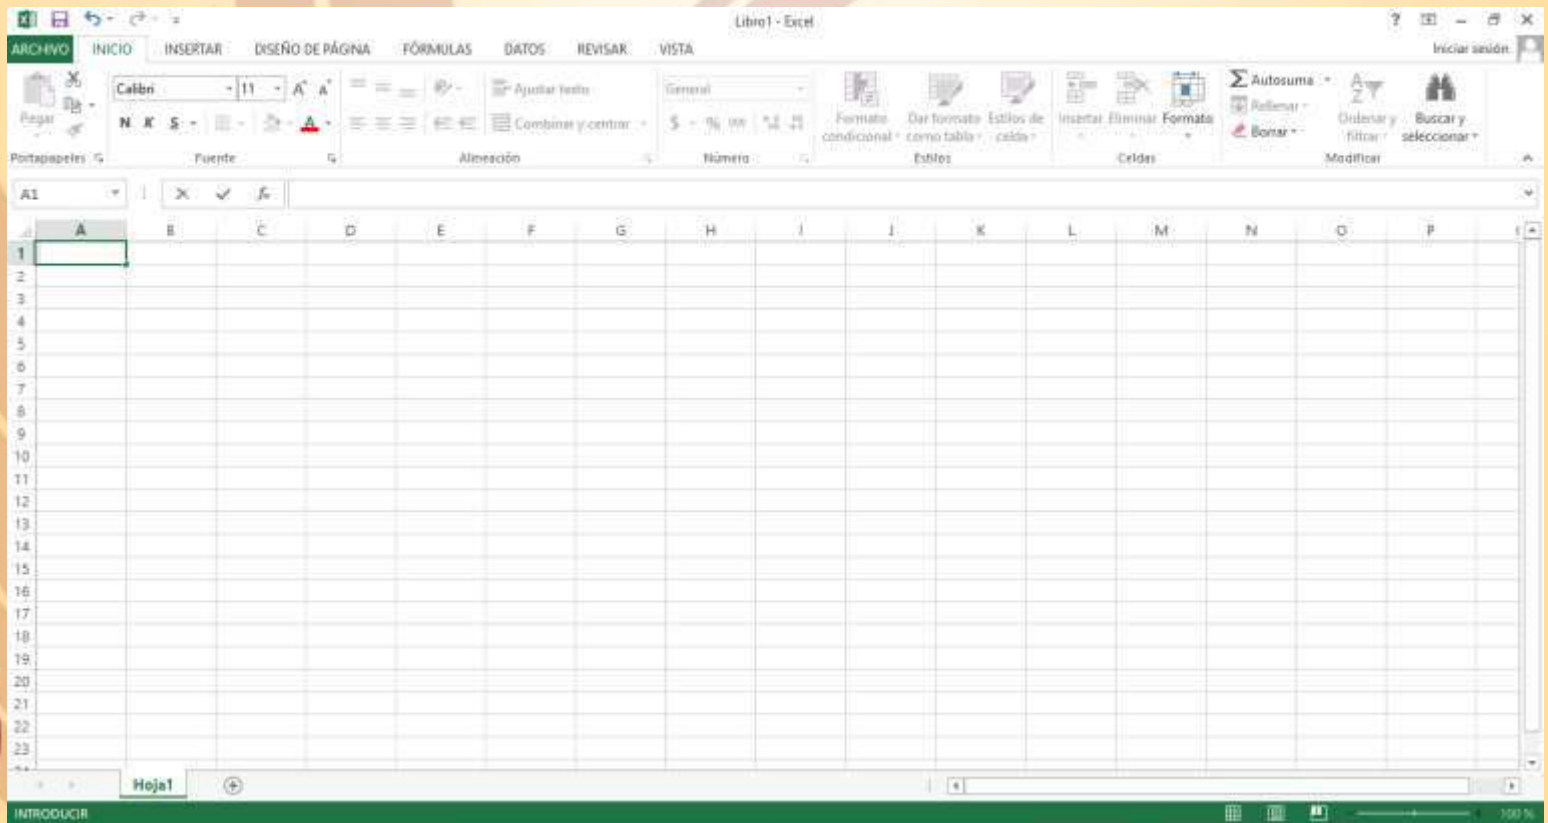 Libro1 - Excel
ARCHIVO INICIO INSERTAR DISEÑO DE PÁGINA FÓRMULAS DATOS REVISAR VISTA Iniciar sesión
Calibri 11 Ajustar texto General Autosuma
Pegar N K S Combinar y centrar $ % 000 Formato condicional Dar formato como tabla Estilos de celda Insertar Eliminar Formato Rellenar Borrar Ordenar y filtrar Buscar y seleccionar
Portapapeles Fuente Alineación Número Estilos Celdas Modificar
A1 fx
A B C D E F G H I J K L M N O P
1
2
3
4
5
6
7
8
9
10
11
12
13
14
15
16
17
18
19
20
21
22
23
Hoja1
INTRODUCIR 100 %